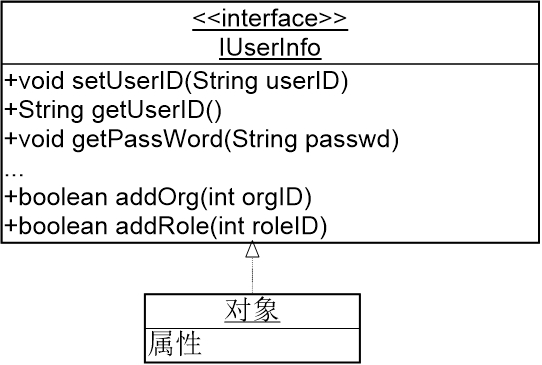 <<interface>>
IUserInfo
+void setUserID(String userID)
+String getUserID()
+void getPassWord(String passwd)
...
+boolean addOrg(int orgID)
+boolean addRole(int roleID)
对象
属性